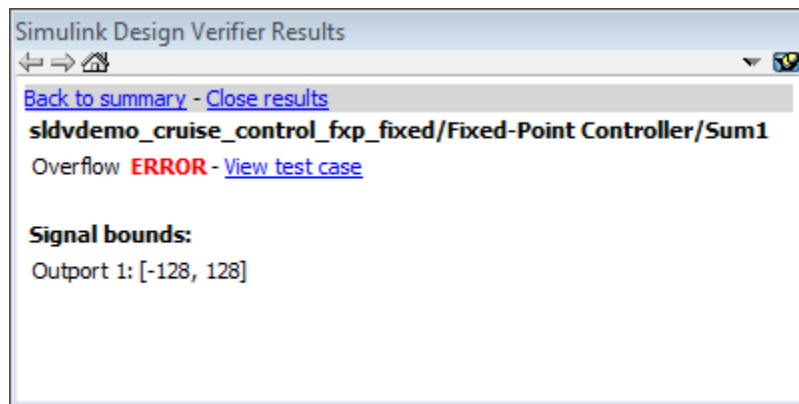 Simulink Design Verifier Results
Back to summary - Close results
sldvdemo_cruise_control_fxp_fixed/Fixed-Point Controller/Sum1
Overflow ERROR - View test case
Signal bounds:
Outport 1: [-128, 128]